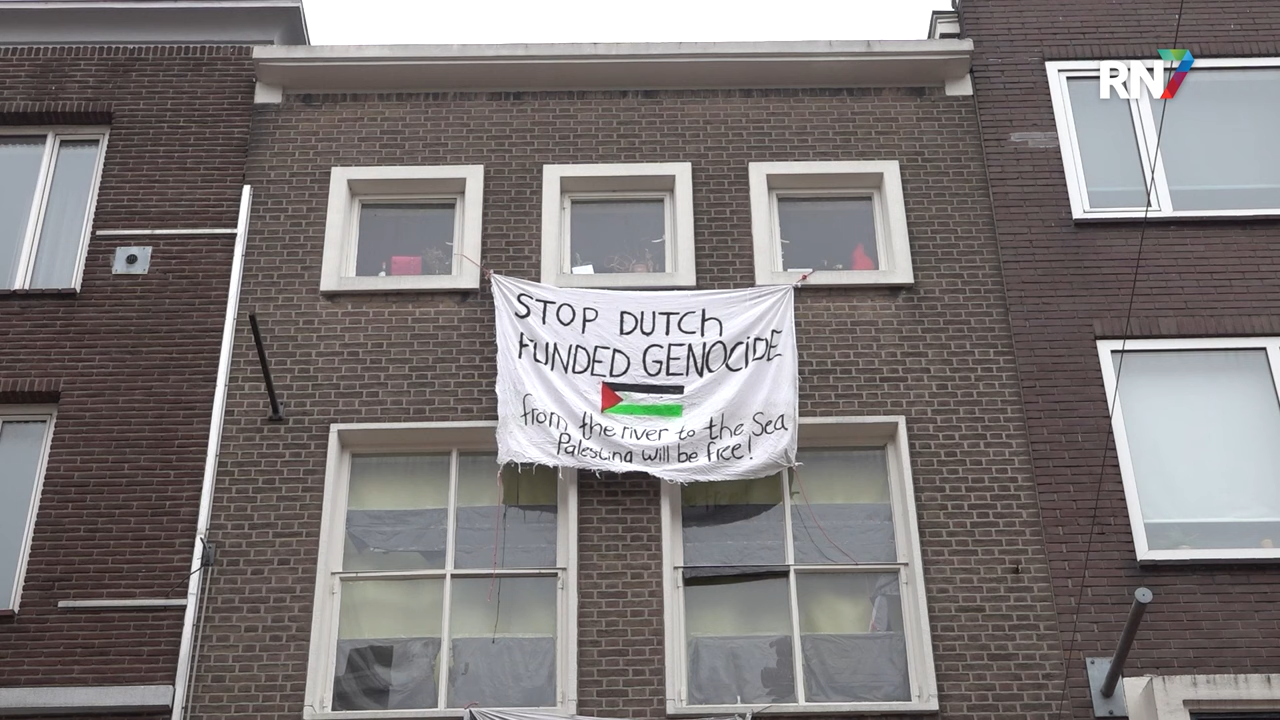 RN7
STOP DUTCh
FUNDED GENOCiDE
from the river to the Sea
Palestina will be free!